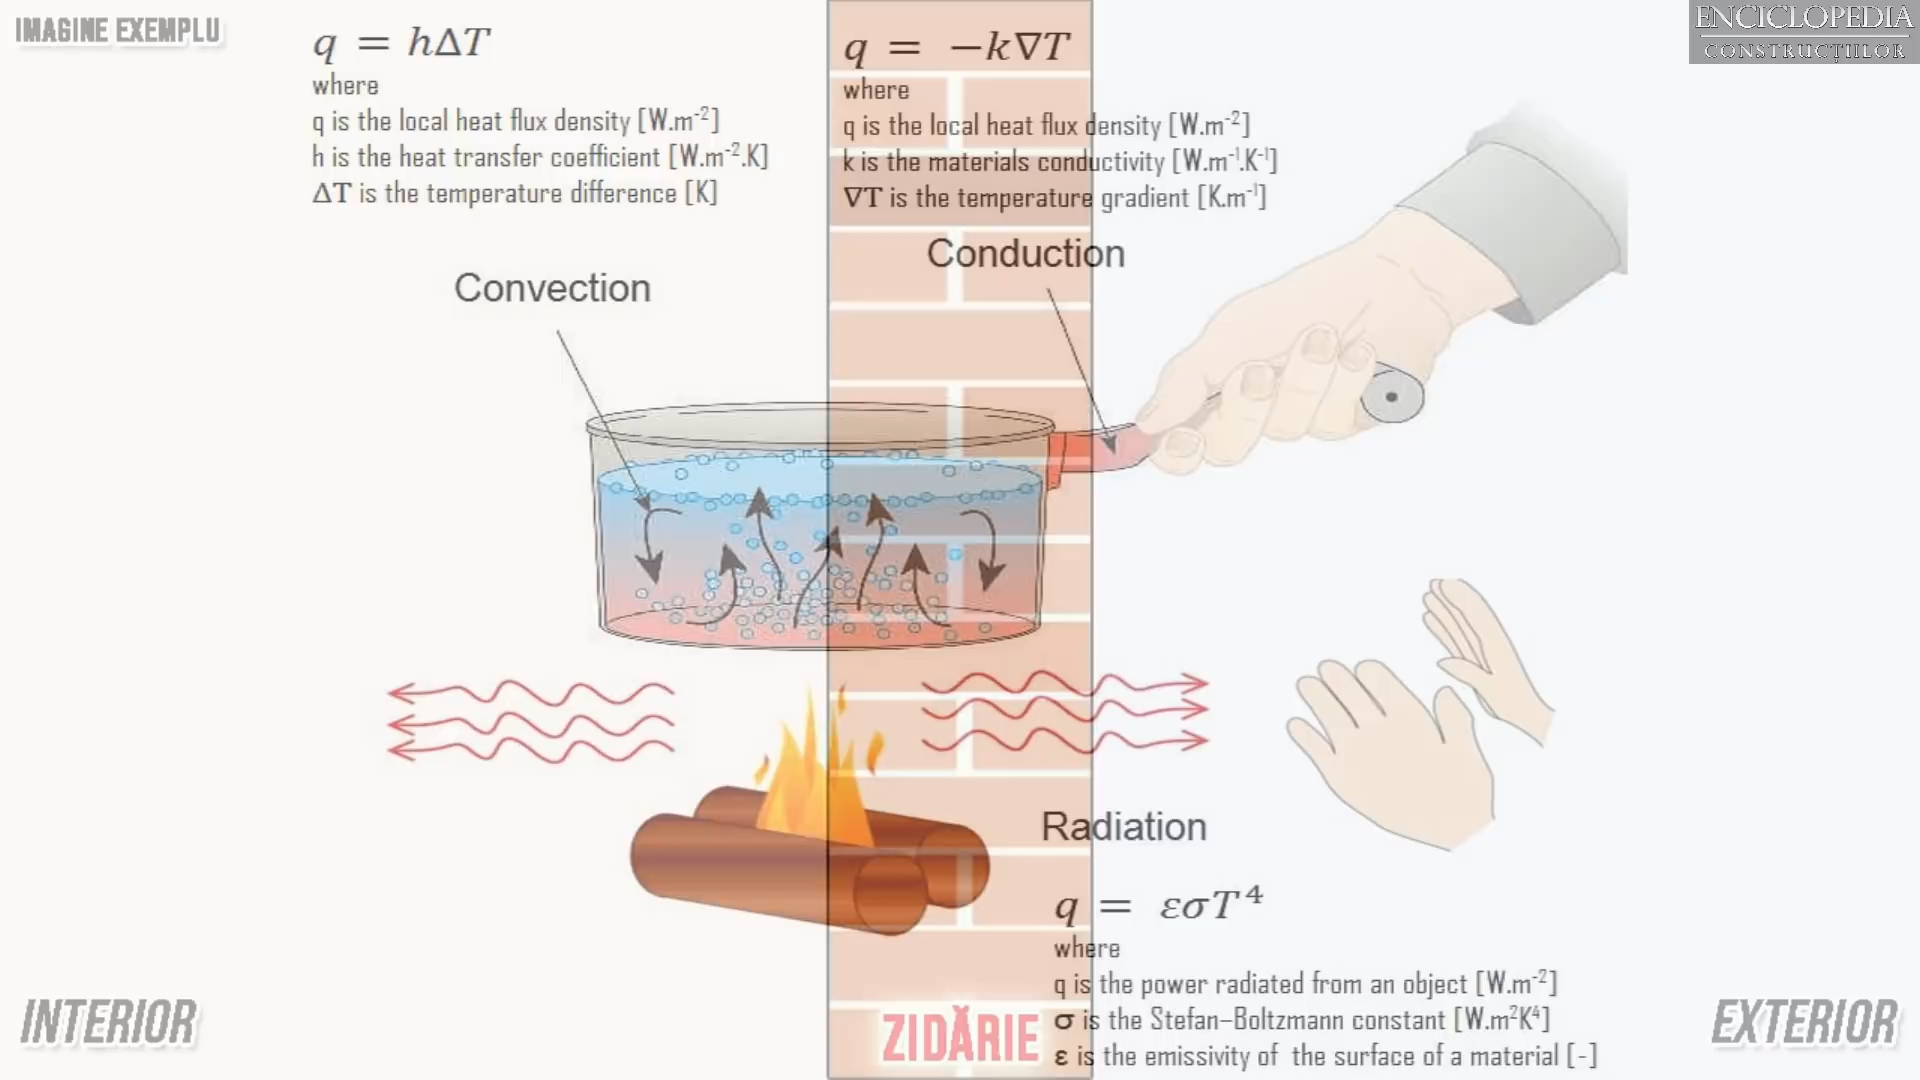 IMAGINE EXEMPLU
ENCICLOPEDIA
CONSTRUCȚIILOR
q = hΔT
where
q is the local heat flux density [W.m⁻²]
h is the heat transfer coefficient [W.m⁻².K]
ΔT is the temperature difference [K]
q = −k∇T
where
q is the local heat flux density [W.m⁻²]
k is the materials conductivity [W.m⁻¹.K⁻¹]
∇T is the temperature gradient [K.m⁻¹]
Conduction
Convection
Radiation
q = εσT⁴
where
q is the power radiated from an object [W.m⁻²]
σ is the Stefan–Boltzmann constant [W.m²K⁴]
ε is the emissivity of the surface of a material [-]
INTERIOR
ZIDĂRIE
EXTERIOR